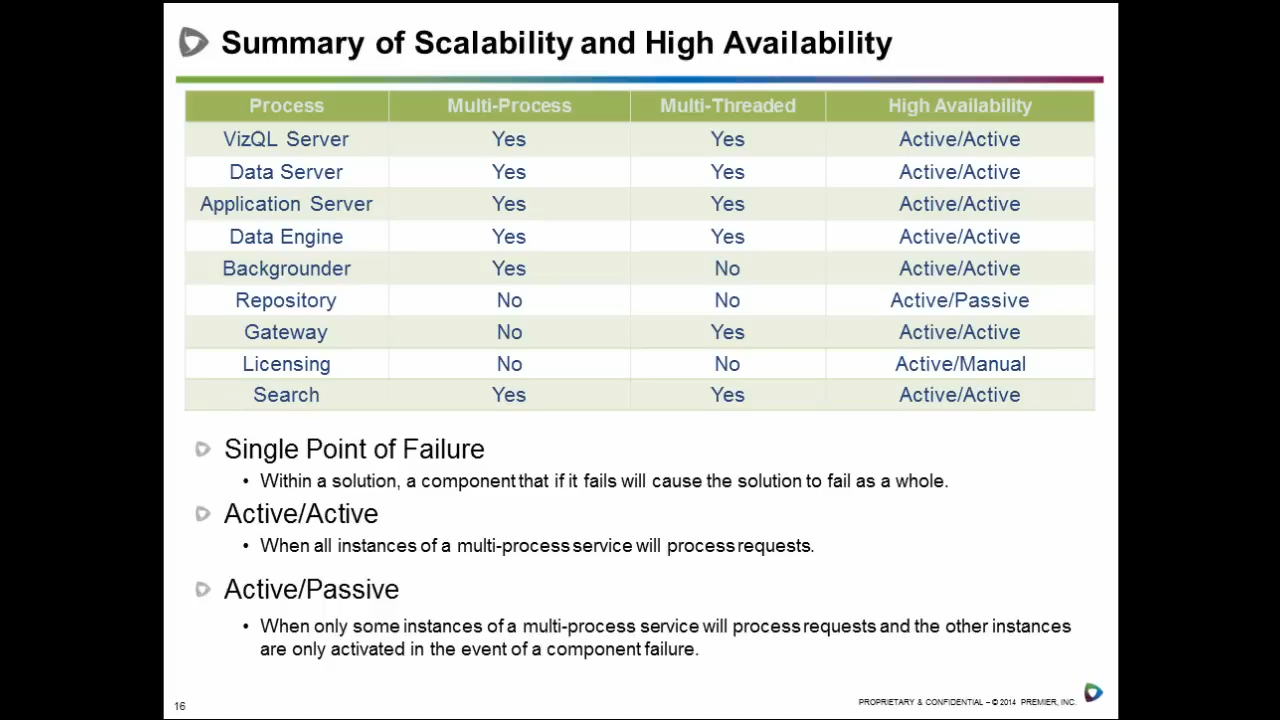 Summary of Scalability and High Availability
Process Multi-Process Multi-Threaded High Availability
VizQL Server Yes Yes Active/Active
Data Server Yes Yes Active/Active
Application Server Yes Yes Active/Active
Data Engine Yes Yes Active/Active
Backgrounder Yes No Active/Active
Repository No No Active/Passive
Gateway No Yes Active/Active
Licensing No No Active/Manual
Search Yes Yes Active/Active
Single Point of Failure
• Within a solution, a component that if it fails will cause the solution to fail as a whole.
Active/Active
• When all instances of a multi-process service will process requests.
Active/Passive
• When only some instances of a multi-process service will process requests and the other instances
are only activated in the event of a component failure.
16
PROPRIETARY & CONFIDENTIAL – © 2014 PREMIER, INC.